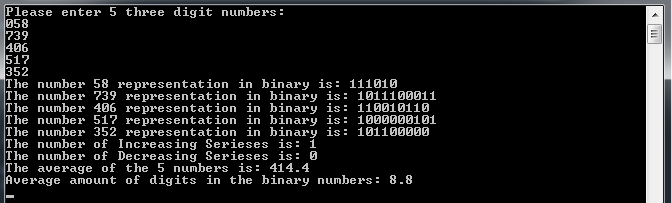 Please enter 5 three digit numbers:
058
739
406
517
352
The number 58 representation in binary is: 111010
The number 739 representation in binary is: 1011100011
The number 406 representation in binary is: 110010110
The number 517 representation in binary is: 1000000101
The number 352 representation in binary is: 101100000
The number of Increasing Serieses is: 1
The number of Decreasing Serieses is: 0
The average of the 5 numbers is: 414.4
Average amount of digits in the binary numbers: 8.8